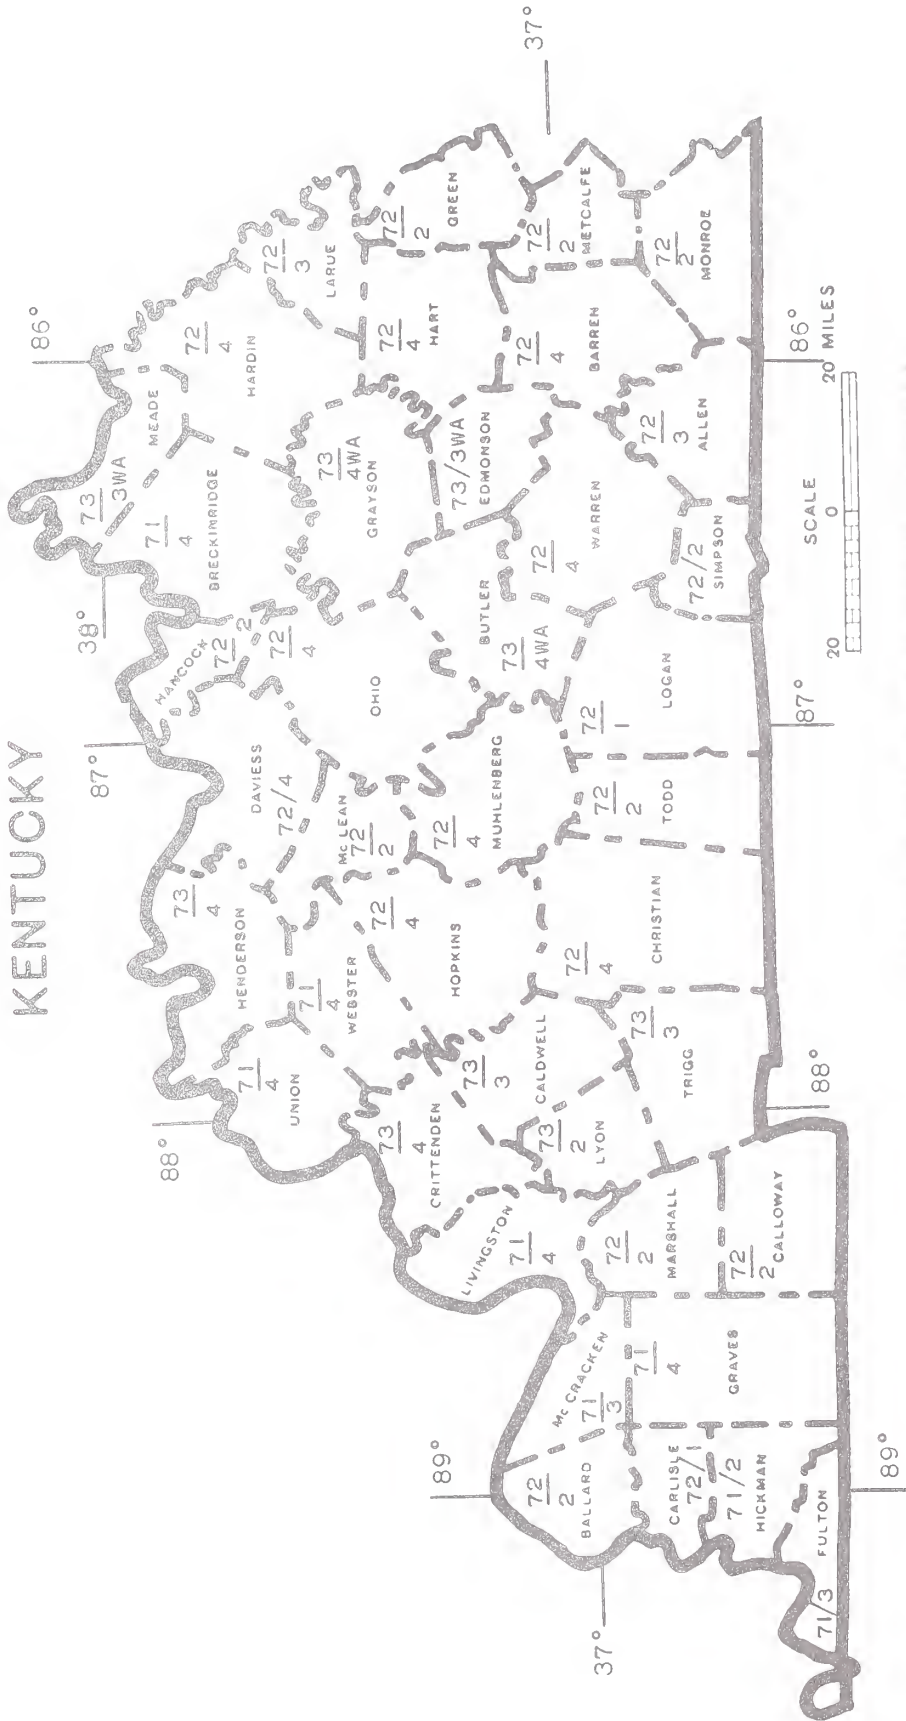 KENTUCKY
86°
37°
38°
87°
88°
89°
37°
73
3WA
MEADE
71
4
BRECKINRIDGE
72
4
HARDIN
72
3
LARUE
72
2
GREEN
HANCOCK
72
2
72
4
OHIO
73
4WA
GRAYSON
72
4
HART
72
2
METCALFE
DAVIESS
72/4
McLEAN
72
2
73
4
HENDERSON
71
4
UNION
71
4
WEBSTER
72
4
HOPKINS
72
4
MUHLENBERG
BUTLER
73
4WA
73/3WA
EDMONSON
72
4
BARREN
72
2
MONROE
72
4
WARREN
72
3
ALLEN
72/2
SIMPSON
72
1
LOGAN
72
2
TODD
72
4
CHRISTIAN
73
4
CRITTENDEN
73
3
CALDWELL
73
2
LYON
73
3
TRIGG
LIVINGSTON
71
4
72
2
MARSHALL
72
2
CALLOWAY
McCRACKEN
71
3
71
4
GRAVES
72
2
BALLARD
CARLISLE
72/1
71/2
HICKMAN
FULTON
71/3
89°
88°
87°
86°
SCALE
20 0 20 MILES